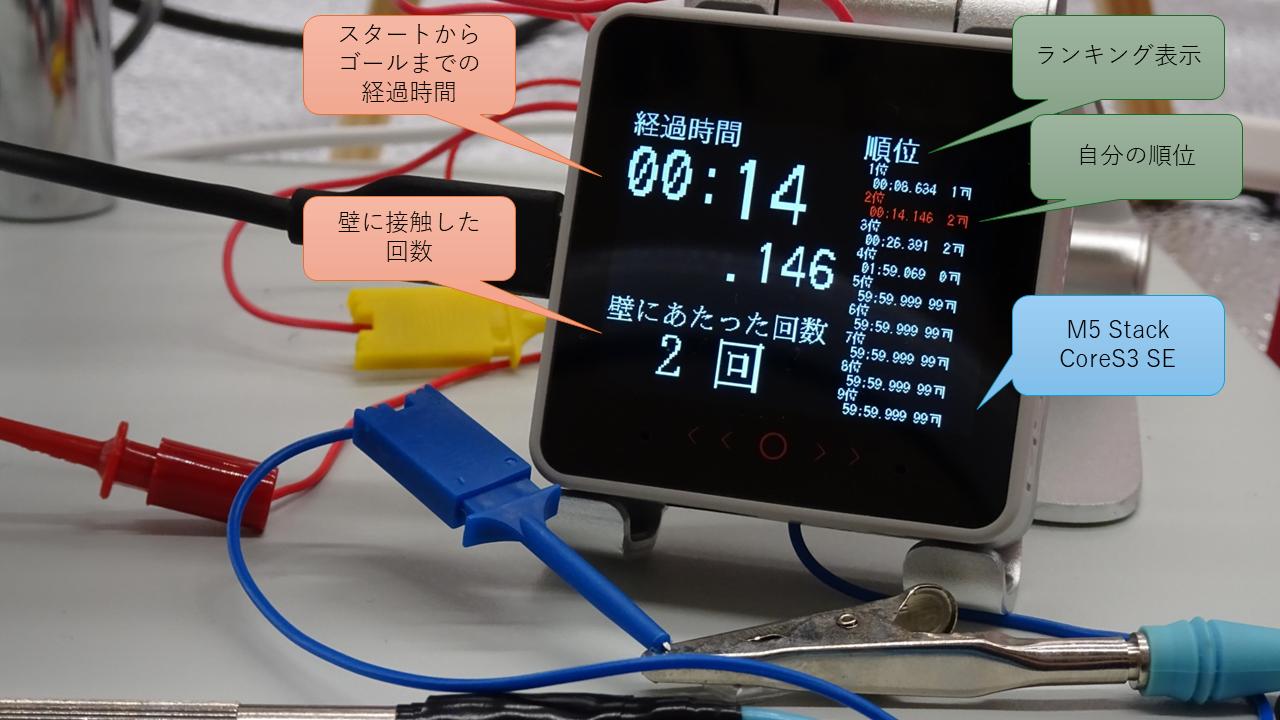 スタートから
ゴールまでの
経過時間
壁に接触した
回数
ランキング表示
自分の順位
M5 Stack
CoreS3 SE
経過時間
00:14
.146
壁にあたった回数
2 回
順位
1位
00:08.634 1回
2位
00:14.146 2回
3位
00:26.391 2回
4位
01:59.069 0回
5位
59:59.999 99回
6位
59:59.999 99回
7位
59:59.999 99回
8位
59:59.999 99回
9位
59:59.999 99回